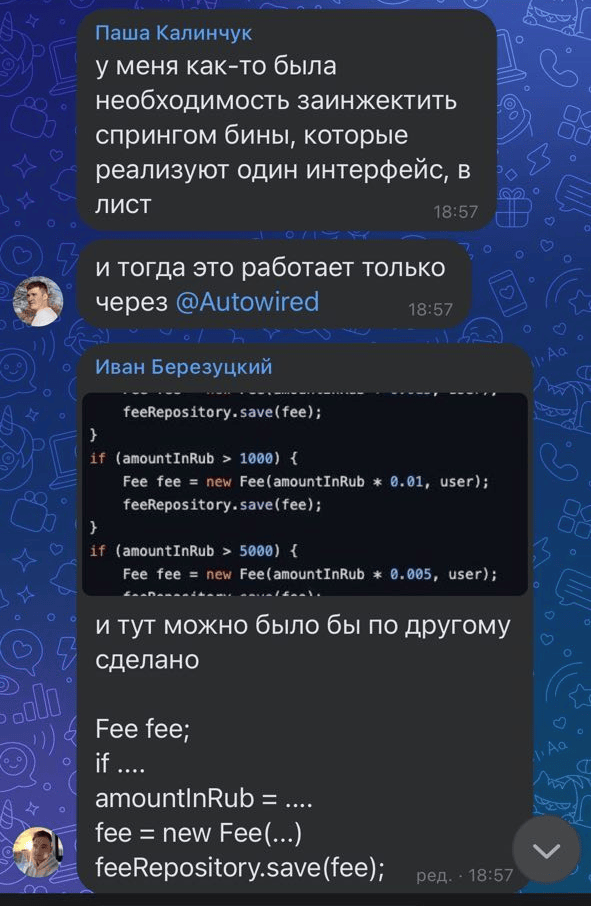 Паша Калинчук
у меня как-то была
необходимость заинжектить
спрингом бины, которые
реализуют один интерфейс, в
лист
18:57
и тогда это работает только
через @Autowired
18:57
Иван Березуцкий
feeRepository.save(fee);
}
if (amountInRub > 1000) {
Fee fee = new Fee(amountInRub * 0.01, user);
feeRepository.save(fee);
}
if (amountInRub > 5000) {
Fee fee = new Fee(amountInRub * 0.005, user);
и тут можно было бы по другому
сделано
Fee fee;
if ....
amountInRub = ....
fee = new Fee(...)
feeRepository.save(fee);
ред. · 18:57